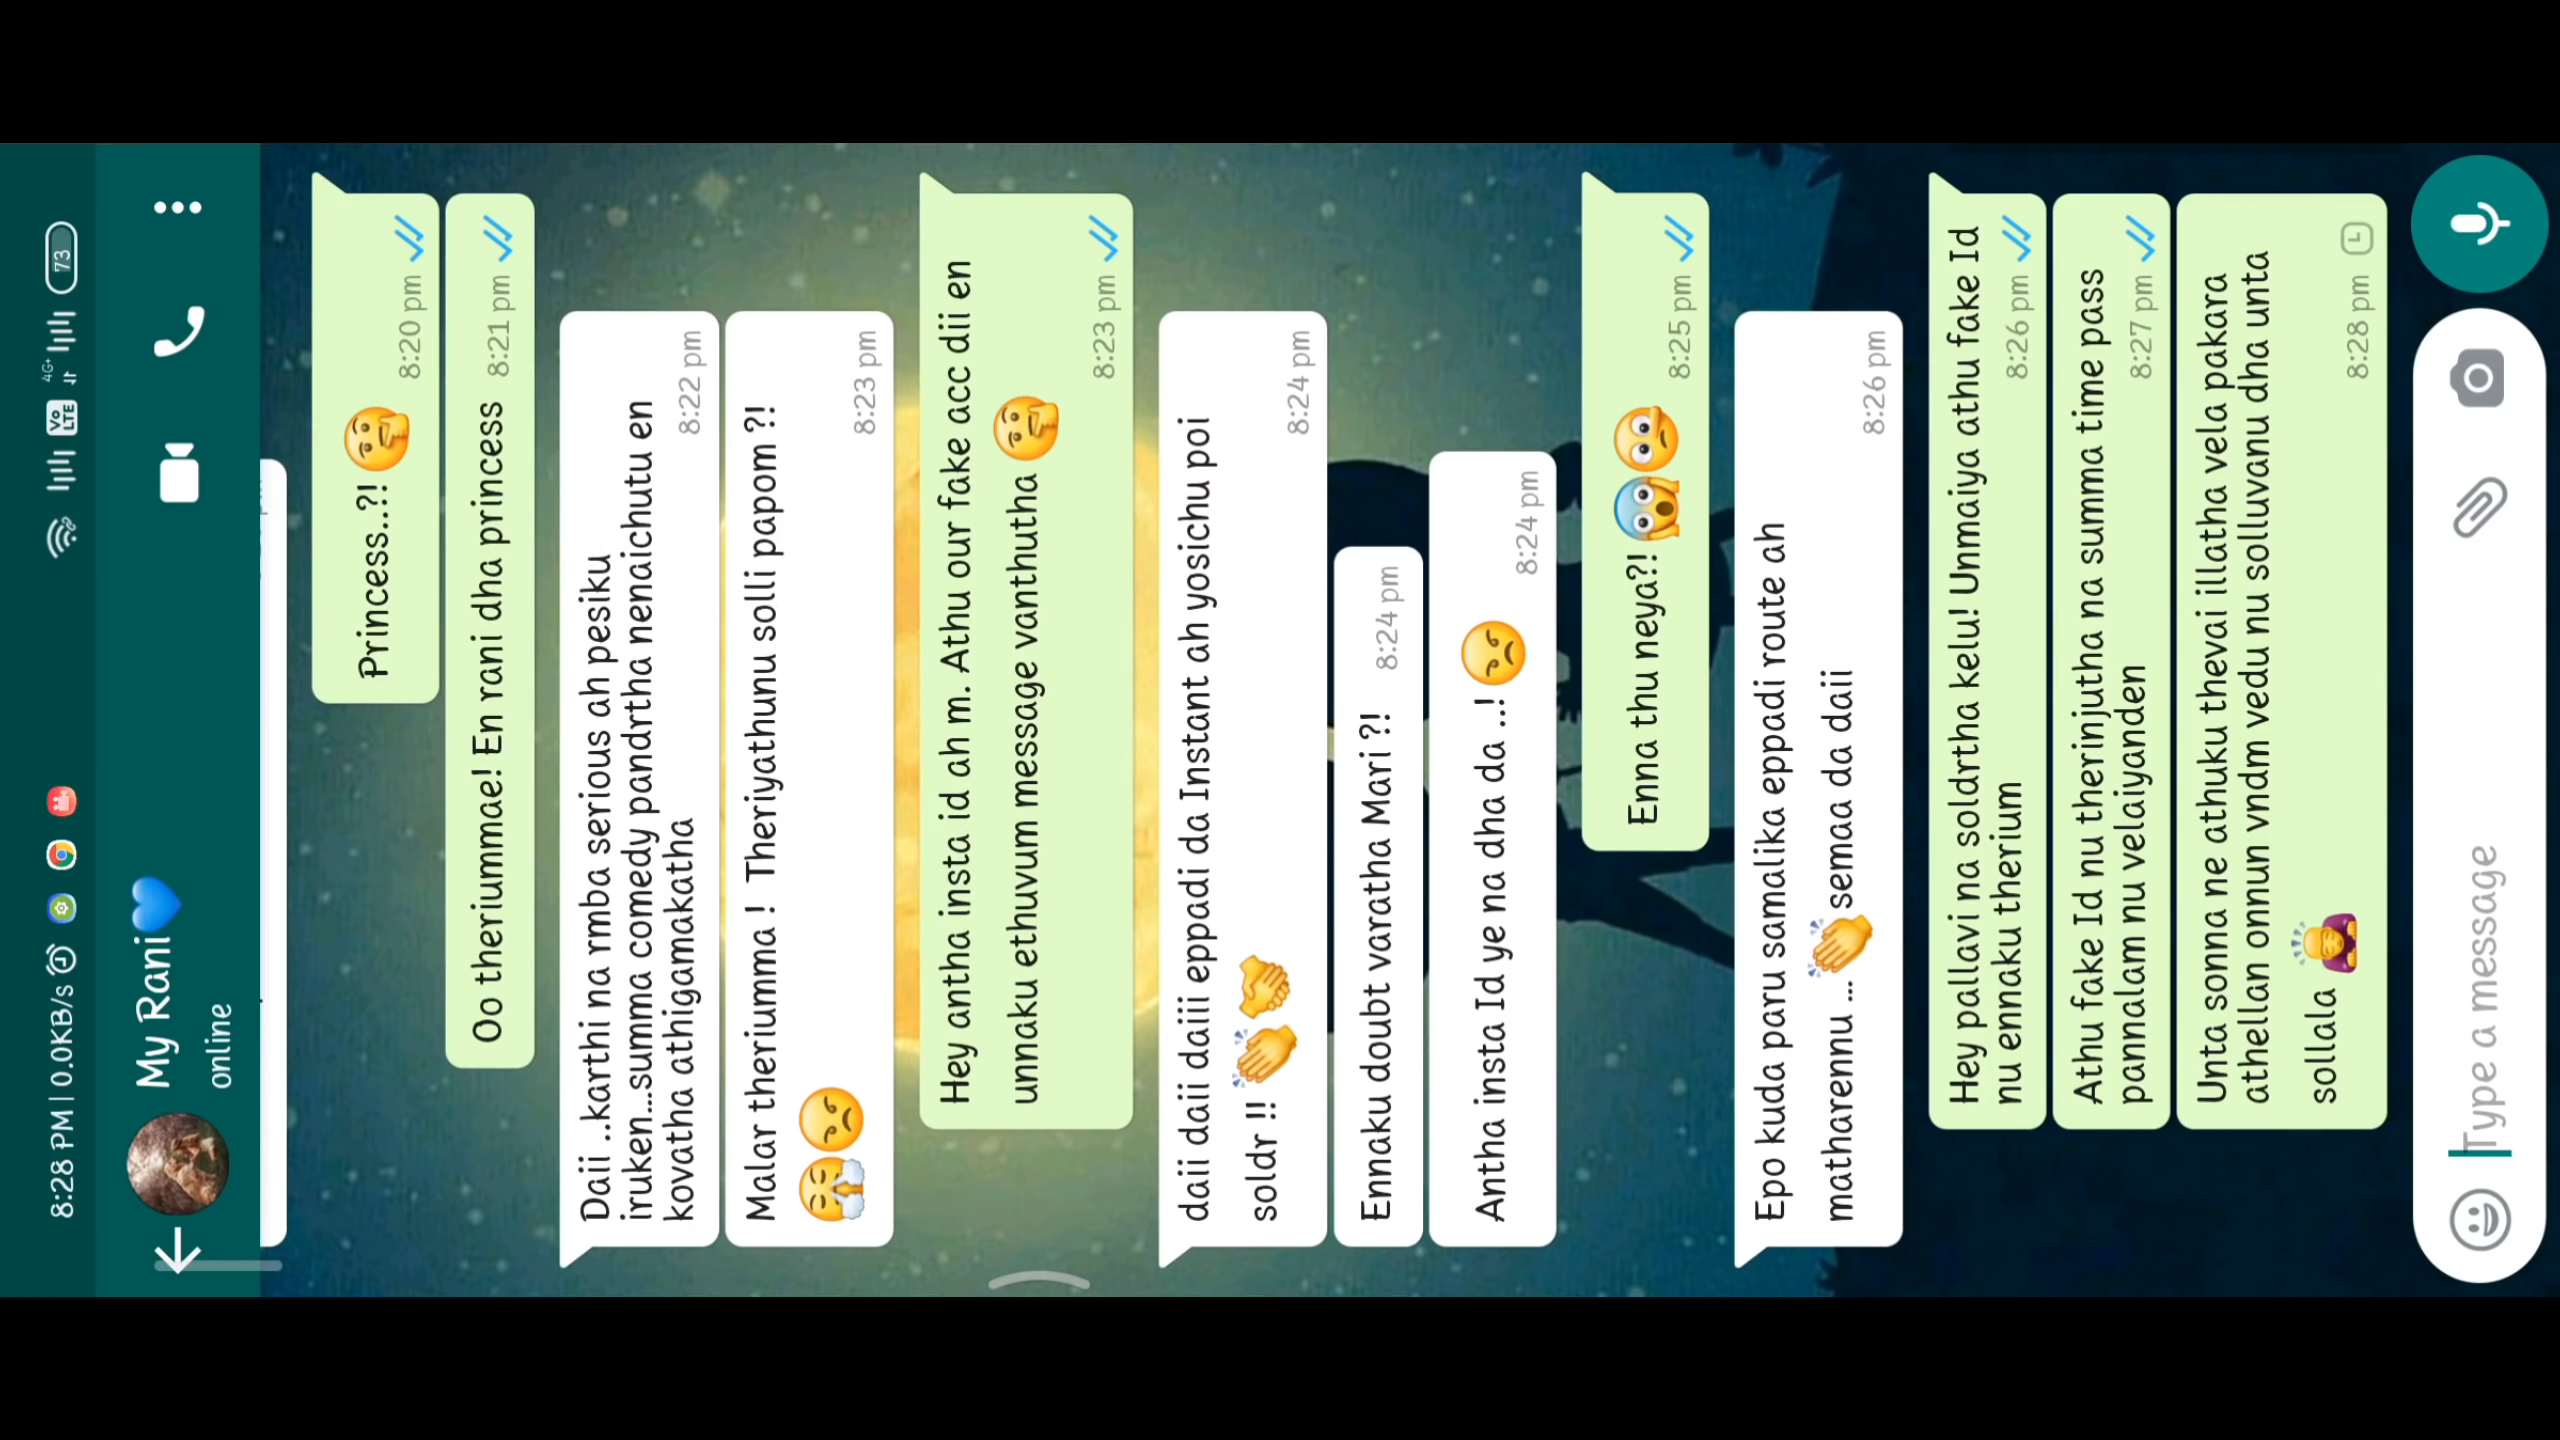 8:28 PM | 0.0KB/s
VoLTE 4G+ 73
My Rani💙
online
Princess..?! 🤔
8:20 pm
Oo theriummae! En rani dha princess 8:21 pm
Daii ..karthi na rmba serious ah pesiku
iruken...summa comedy pandrtha nenaichutu en
kovatha athigamakatha
8:22 pm
Malar theriumma ! Theriyathunu solli papom ?!
😤😠
8:23 pm
Hey antha insta id ah m. Athu our fake acc dii en
unnaku ethuvum message vanthutha 🤔
8:23 pm
daii daii daiii eppadi da Instant ah yosichu poi
soldr !! 👏🤝
8:24 pm
Ennaku doubt varatha Mari ?! 8:24 pm
Antha insta Id ye na dha da ..! 😠
8:24 pm
Enna thu neya?! 😱🤥
8:25 pm
Epo kuda paru samalika eppadi route ah
matharennu ... 👏 semaa da daii
8:26 pm
Hey pallavi na soldrtha kelu! Unmaiya athu fake Id
nu ennaku therium
8:26 pm
Athu fake Id nu therinjutha na summa time pass
pannalam nu velaiyanden
8:27 pm
Unta sonna ne athuku thevai illatha vela pakara
athellan onnun vndm vedu nu solluvanu dha unta
sollala 🙇
8:28 pm
Type a message